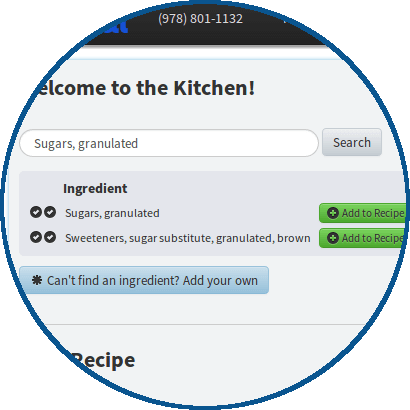 (978) 801-1132
elcome to the Kitchen!
Sugars, granulated
Search
Ingredient
Sugars, granulated
Add to Recipe
Sweeteners, sugar substitute, granulated, brown
Add to Recipe
Can't find an ingredient? Add your own
Recipe